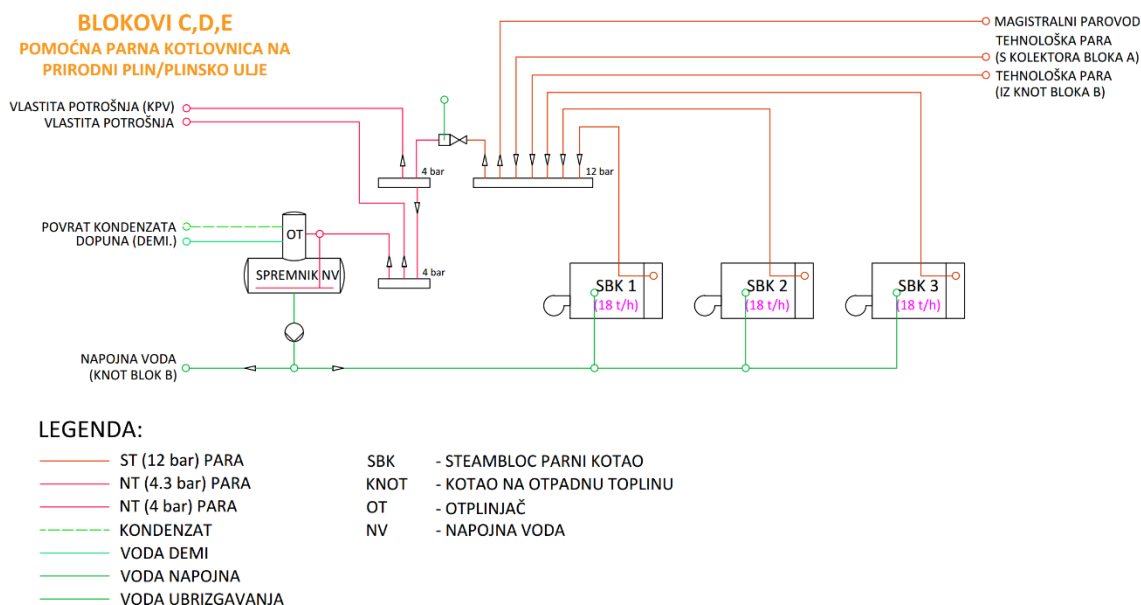 BLOKOVI C,D,E
POMOĆNA PARNA KOTLOVNICA NA
PRIRODNI PLIN/PLINSKO ULJE
MAGISTRALNI PAROVOD
TEHNOLOŠKA PARA
(S KOLEKTORA BLOKA A)
TEHNOLOŠKA PARA
(IZ KNOT BLOKA B)
VLASTITA POTROŠNJA (KPV)
VLASTITA POTROŠNJA
4 bar
12 bar
POVRAT KONDENZATA
DOPUNA (DEMI.)
OT
SPREMNIK NV
4 bar
SBK 1
(18 t/h)
SBK 2
(18 t/h)
SBK 3
(18 t/h)
NAPOJNA VODA
(KNOT BLOK B)
LEGENDA:
ST (12 bar) PARA
NT (4.3 bar) PARA
NT (4 bar) PARA
KONDENZAT
VODA DEMI
VODA NAPOJNA
VODA UBRIZGAVANJA
SBK - STEAMBLOC PARNI KOTAO
KNOT - KOTAO NA OTPADNU TOPLINU
OT - OTPLINJAČ
NV - NAPOJNA VODA